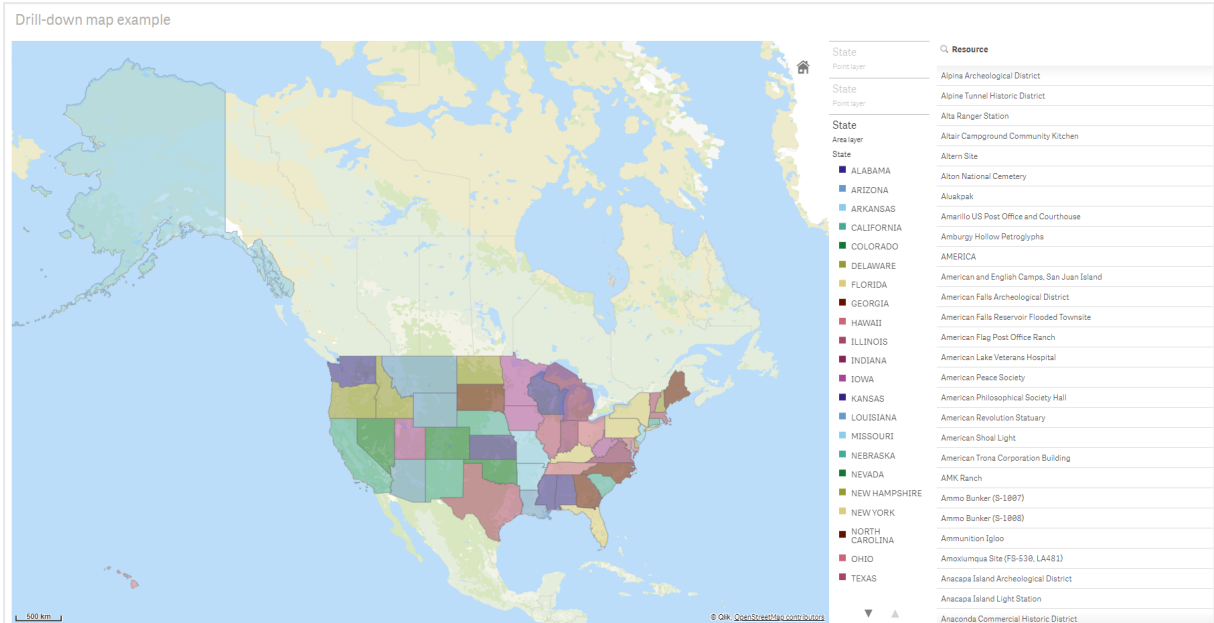 Drill-down map example
500 km
© Qlik, OpenStreetMap contributors
State
Point layer
State
Point layer
State
Area layer
State
ALABAMA
ARIZONA
ARKANSAS
CALIFORNIA
COLORADO
DELAWARE
FLORIDA
GEORGIA
HAWAII
ILLINOIS
INDIANA
IOWA
KANSAS
LOUISIANA
MISSOURI
NEBRASKA
NEVADA
NEW HAMPSHIRE
NEW YORK
NORTH
CAROLINA
OHIO
TEXAS
Resource
Alpina Archeological District
Alpine Tunnel Historic District
Alta Ranger Station
Altair Campground Community Kitchen
Altern Site
Alton National Cemetery
Aluakpak
Amarillo US Post Office and Courthouse
Amburgy Hollow Petroglyphs
AMERICA
American and English Camps, San Juan Island
American Falls Archeological District
American Falls Reservoir Flooded Townsite
American Flag Post Office Ranch
American Lake Veterans Hospital
American Peace Society
American Philosophical Society Hall
American Revolution Statuary
American Shoal Light
American Trona Corporation Building
AMK Ranch
Ammo Bunker (S-1007)
Ammo Bunker (S-1008)
Ammunition Igloo
Amoxiumqua Site (FS-530, LA481)
Anacapa Island Archeological District
Anacapa Island Light Station
Anaconda Commercial Historic District